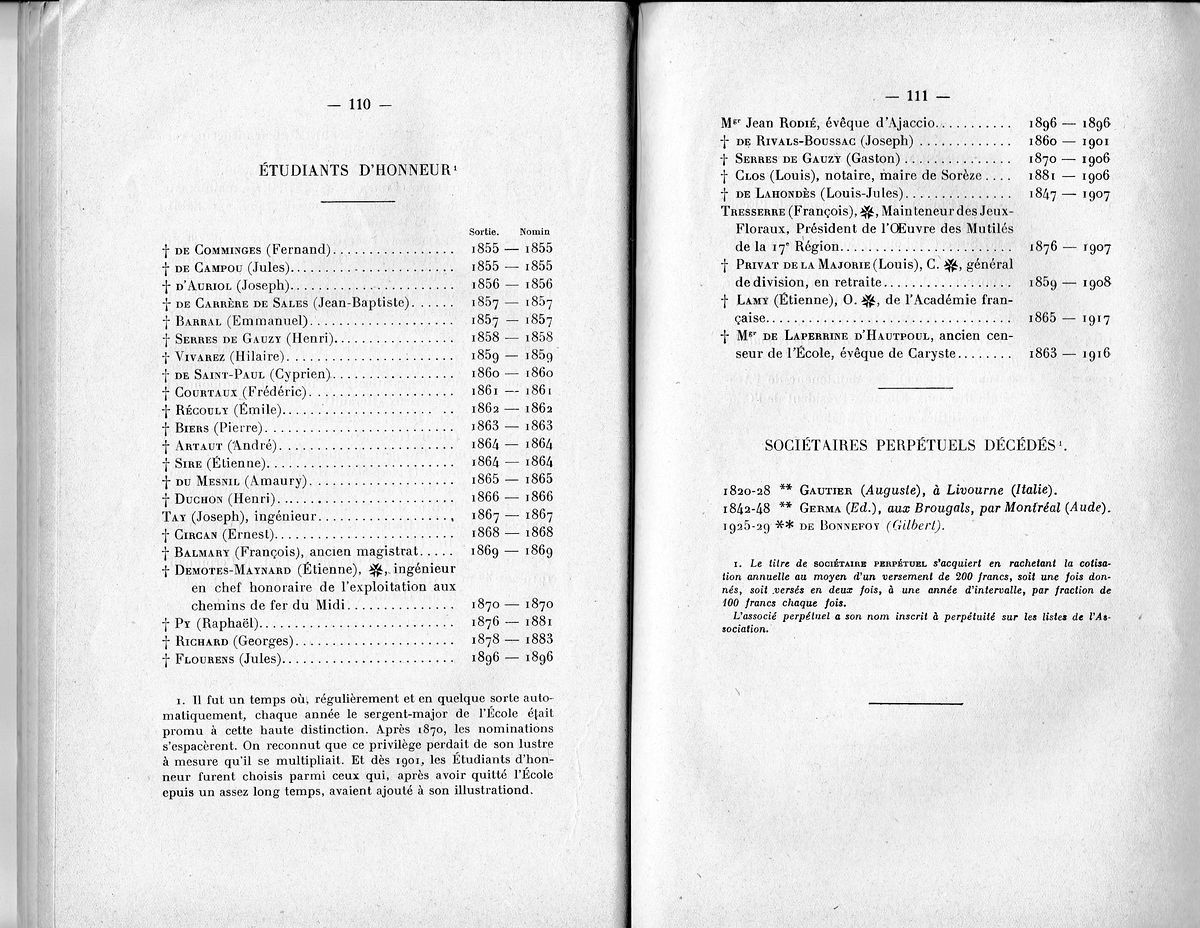 — 110 —
ÉTUDIANTS D'HONNEUR¹
Sortie. Nomin
† DE COMMINGES (Fernand)................. 1855 — 1855
† DE CAMPOU (Jules)....................... 1855 — 1855
† D'AURIOL (Joseph)....................... 1856 — 1856
† DE CARRÈRE DE SALES (Jean-Baptiste)...... 1857 — 1857
† BARRAL (Emmanuel)..................... 1857 — 1857
† SERRES DE GAUZY (Henri)................. 1858 — 1858
† VIVAREZ (Hilaire)........................ 1859 — 1859
† DE SAINT-PAUL (Cyprien)................. 1860 — 1860
† COURTAUX (Frédéric)..................... 1861 — 1861
† RÉCOULY (Émile)........................ 1862 — 1862
† BIERS (Pierre)........................... 1863 — 1863
† ARTAUT (André)......................... 1864 — 1864
† SIRE (Étienne).......................... 1864 — 1864
† DU MESNIL (Amaury).................... 1865 — 1865
† DUCHON (Henri)........................ 1866 — 1866
TAY (Joseph), ingénieur................... 1867 — 1867
† CIRCAN (Ernest)......................... 1868 — 1868
† BALMARY (François), ancien magistrat..... 1869 — 1869
† DEMOTES-MAYNARD (Étienne), ✽, ingénieur
en chef honoraire de l'exploitation aux
chemins de fer du Midi............... 1870 — 1870
† PY (Raphaël)........................... 1876 — 1881
† RICHARD (Georges)...................... 1878 — 1883
† FLOURENS (Jules)....................... 1896 — 1896
1. Il fut un temps où, régulièrement et en quelque sorte auto-
matiquement, chaque année le sergent-major de l'École était
promu à cette haute distinction. Après 1870, les nominations
s'espacèrent. On reconnut que ce privilège perdait de son lustre
à mesure qu'il se multipliait. Et dès 1901, les Étudiants d'hon-
neur furent choisis parmi ceux qui, après avoir quitté l'École
epuis un assez long temps, avaient ajouté à son illustrationd.
— 111 —
Mgr Jean RODIÉ, évêque d'Ajaccio........... 1896 — 1896
† DE RIVALS-BOUSSAC (Joseph) ............. 1860 — 1901
† SERRES DE GAUZY (Gaston) ............... 1870 — 1906
† CLOS (Louis), notaire, maire de Sorèze .... 1881 — 1906
† DE LAHONDÈS (Louis-Jules)............... 1847 — 1907
TRESSERRE (François), ✽, Mainteneur des Jeux-
Floraux, Président de l'Œuvre des Mutilés
de la 17e Région........................ 1876 — 1907
† PRIVAT DE LA MAJORIE (Louis), C. ✽, général
de division, en retraite.................. 1859 — 1908
† LAMY (Étienne), O. ✽, de l'Académie fran-
çaise.................................. 1865 — 1917
† Mgr DE LAPERRINE D'HAUTPOUL, ancien cen-
seur de l'École, évêque de Caryste........ 1863 — 1916
SOCIÉTAIRES PERPÉTUELS DÉCÉDÉS¹.
1820-28 ** GAUTIER (Auguste), à Livourne (Italie).
1842-48 ** GERMA (Ed.), aux Brougals, par Montréal (Aude).
1925-29 ** DE BONNEFOY (Gilbert).
1. Le titre de SOCIÉTAIRE PERPÉTUEL s'acquiert en rachetant la cotisa-
tion annuelle au moyen d'un versement de 200 francs, soit une fois don-
nés, soit versés en deux fois, à une année d'intervalle, par fraction de
100 francs chaque fois.
L'associé perpétuel a son nom inscrit à perpétuité sur les listes de l'As-
sociation.